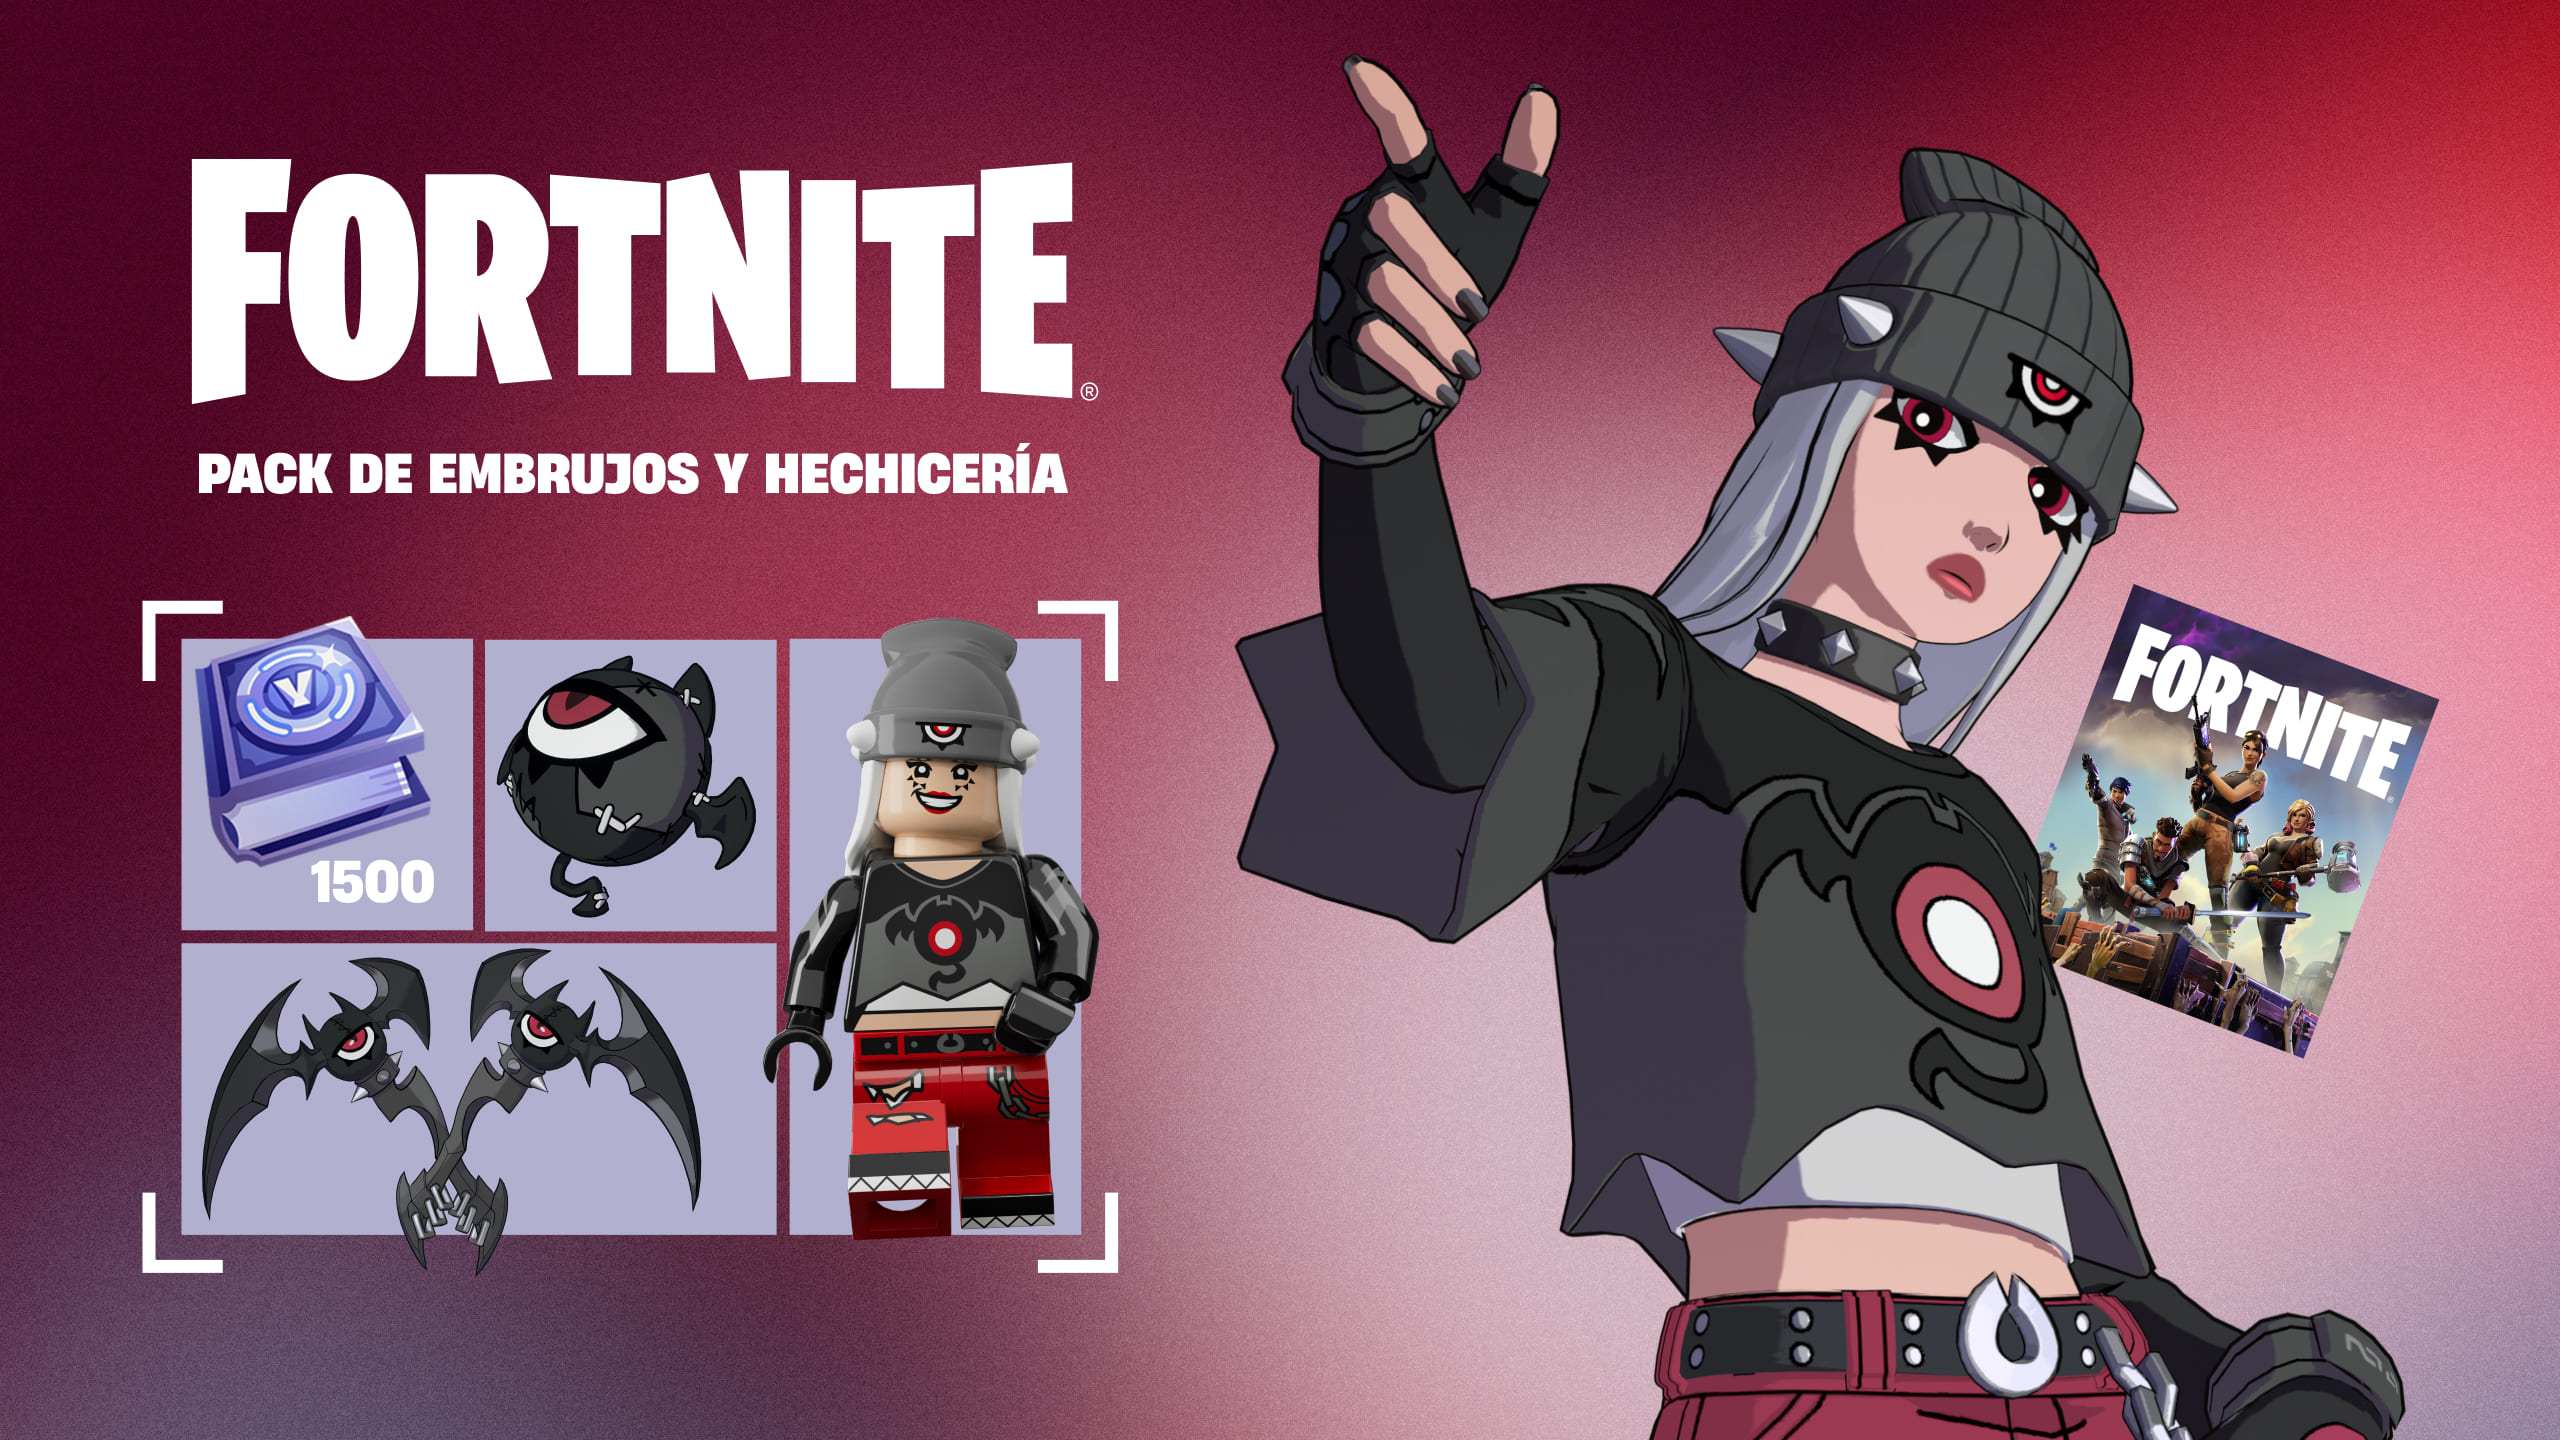 FORTNITE®
PACK DE EMBRUJOS Y HECHICERÍA
V
1500
FORTNITE